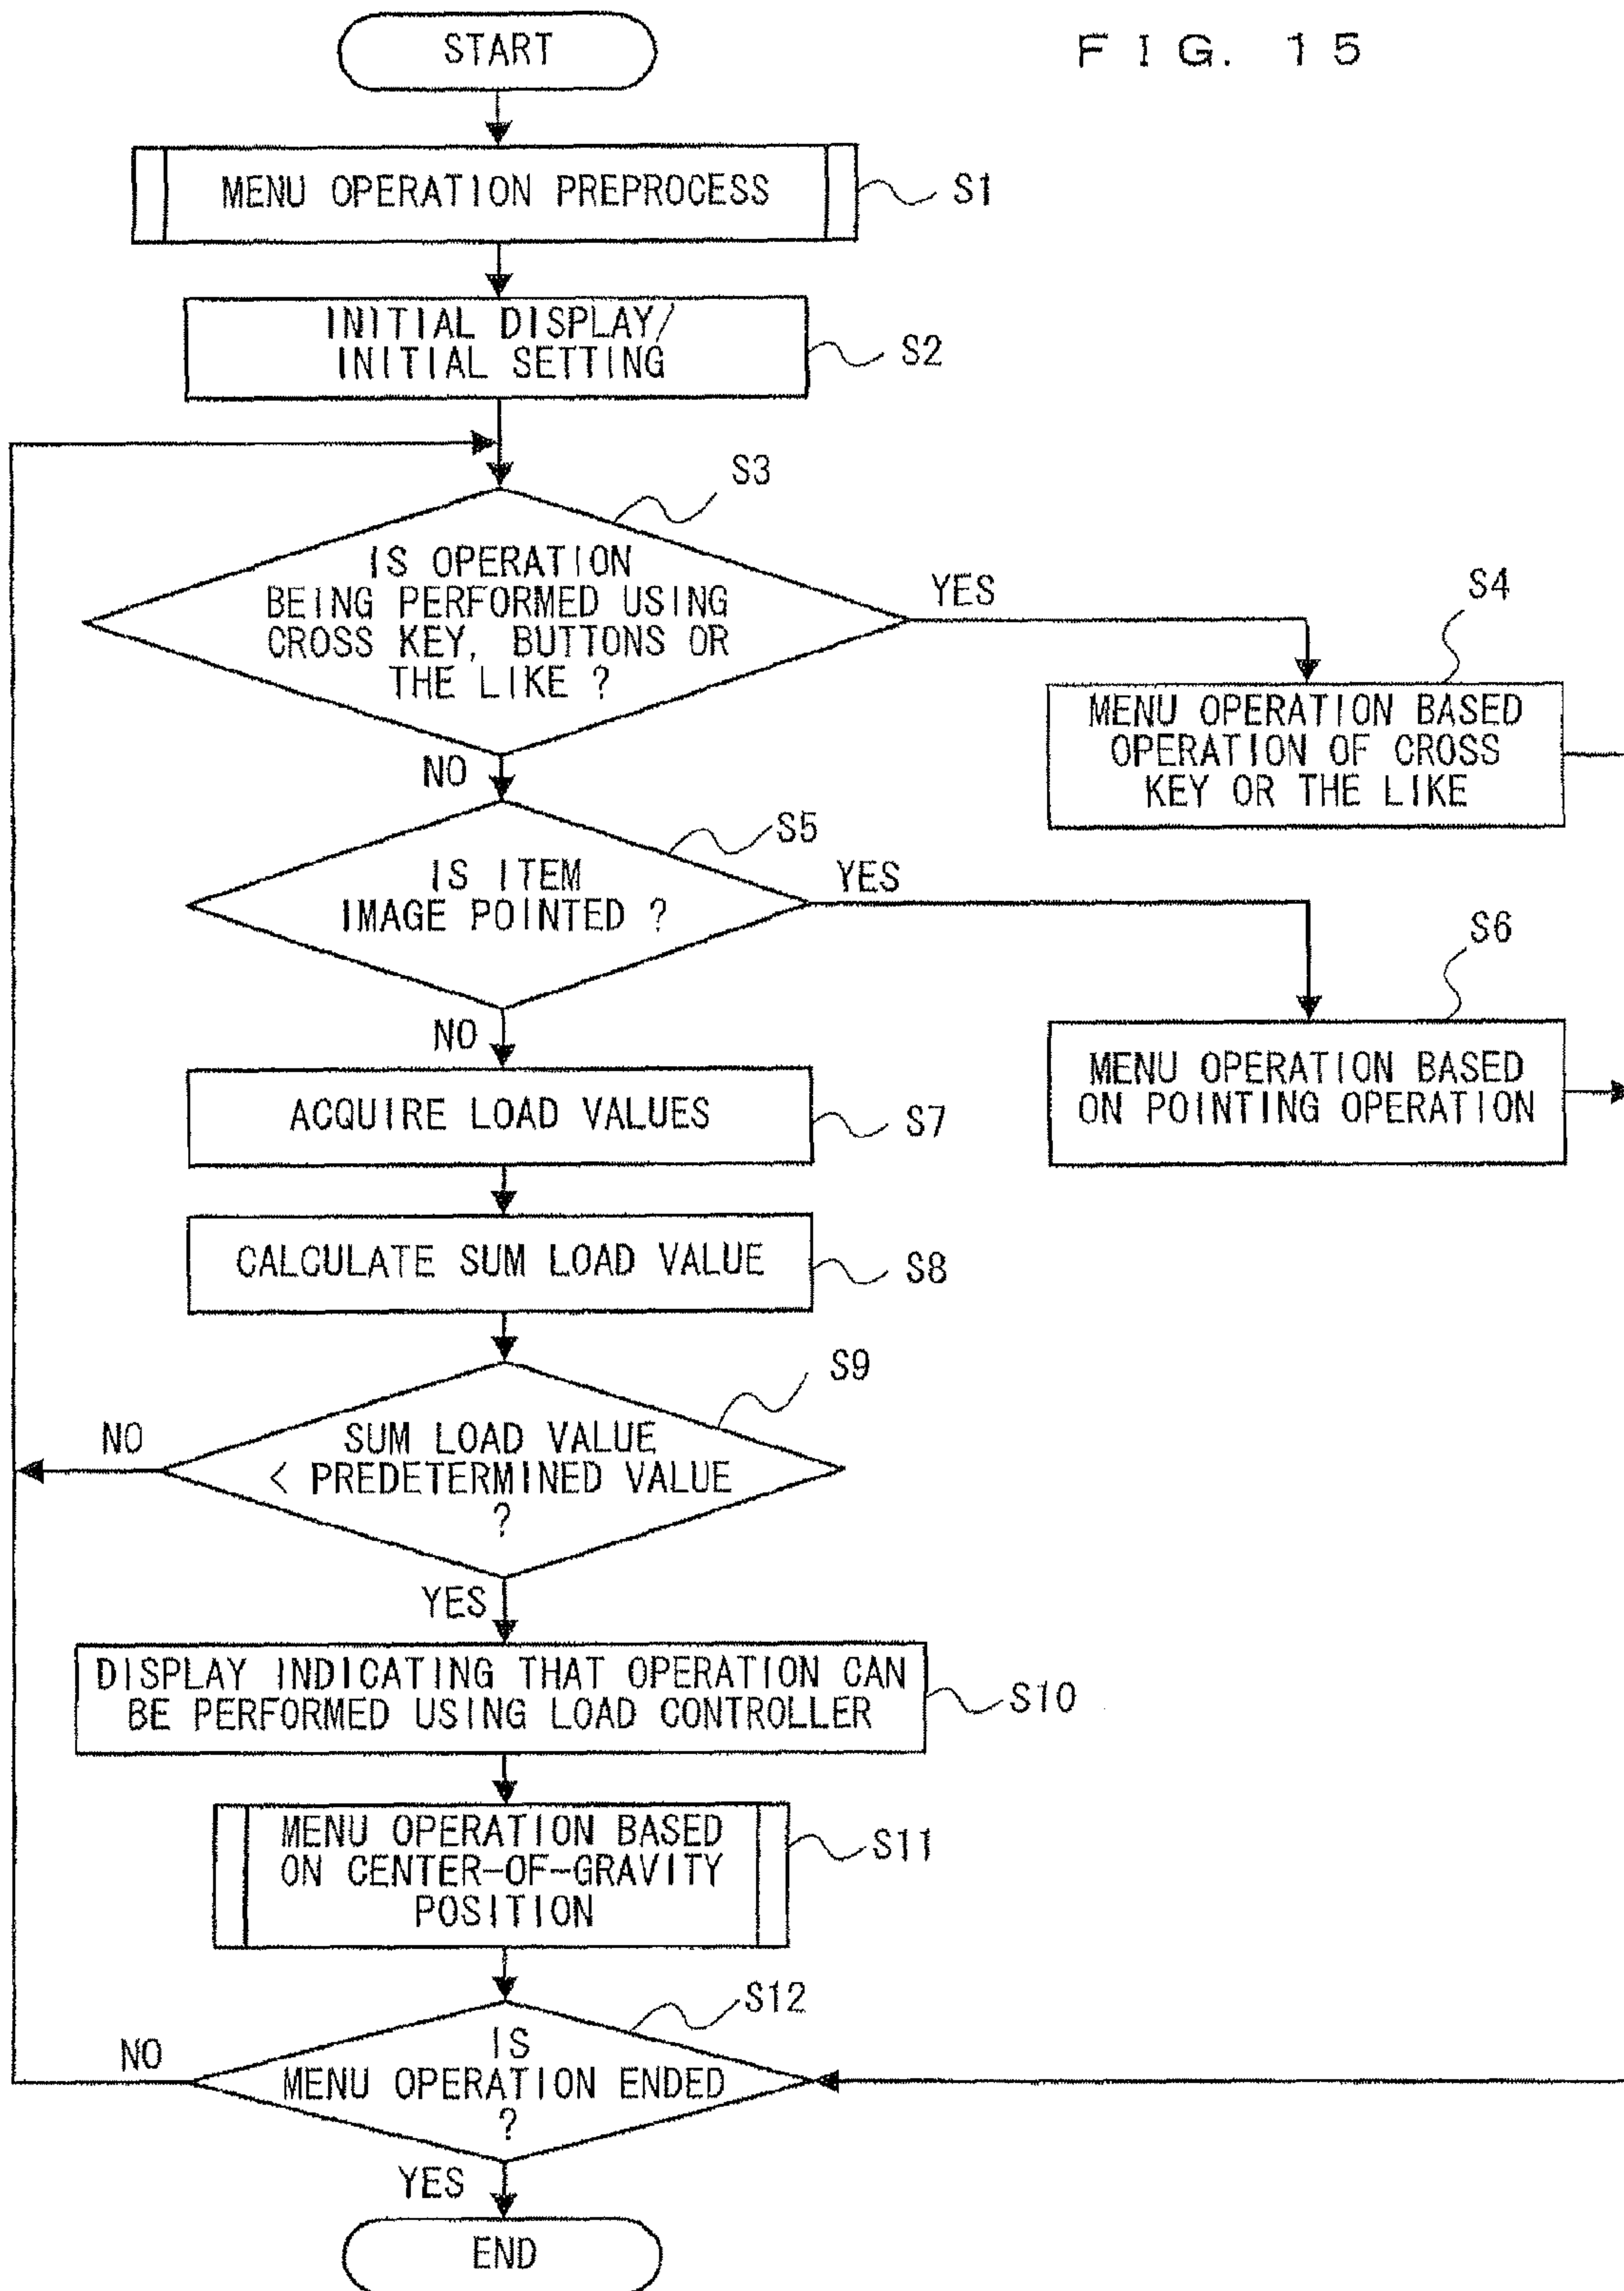 FIG. 15
START
MENU OPERATION PREPROCESS
S1
INITIAL DISPLAY/
INITIAL SETTING
S2
S3
IS OPERATION
BEING PERFORMED USING
CROSS KEY, BUTTONS OR
THE LIKE ?
YES
NO
S4
MENU OPERATION BASED
OPERATION OF CROSS
KEY OR THE LIKE
S5
IS ITEM
IMAGE POINTED ?
YES
NO
S6
MENU OPERATION BASED
ON POINTING OPERATION
ACQUIRE LOAD VALUES
S7
CALCULATE SUM LOAD VALUE
S8
S9
SUM LOAD VALUE
< PREDETERMINED VALUE
?
NO
YES
DISPLAY INDICATING THAT OPERATION CAN
BE PERFORMED USING LOAD CONTROLLER
S10
MENU OPERATION BASED
ON CENTER-OF-GRAVITY
POSITION
S11
S12
IS
MENU OPERATION ENDED
?
NO
YES
END